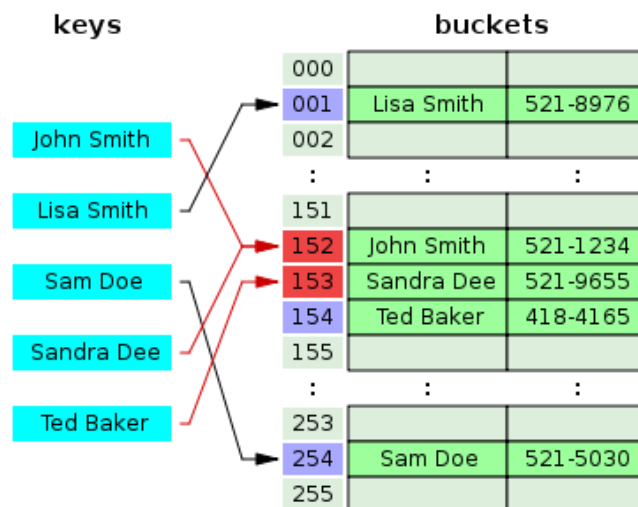 keys
buckets
John Smith
Lisa Smith
Sam Doe
Sandra Dee
Ted Baker
000
001 Lisa Smith 521-8976
002
: : :
151
152 John Smith 521-1234
153 Sandra Dee 521-9655
154 Ted Baker 418-4165
155
: : :
253
254 Sam Doe 521-5030
255